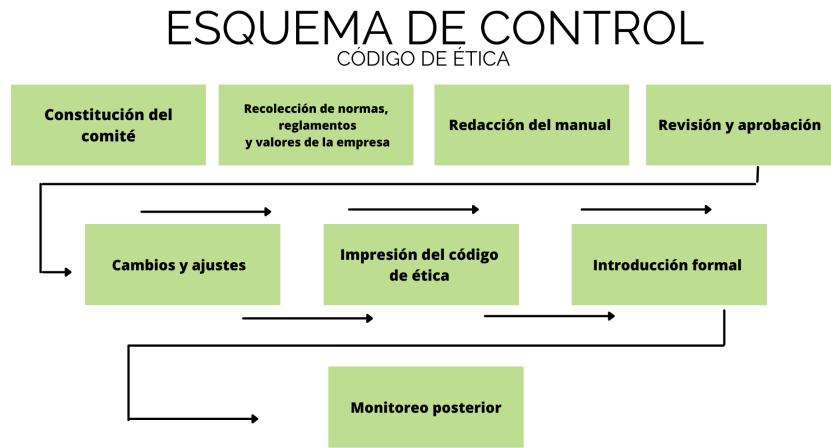 ESQUEMA DE CONTROL
CÓDIGO DE ÉTICA
Constitución del
comité
Recolección de normas,
reglamentos
y valores de la empresa
Redacción del manual
Revisión y aprobación
Cambios y ajustes
Impresión del código
de ética
Introducción formal
Monitoreo posterior